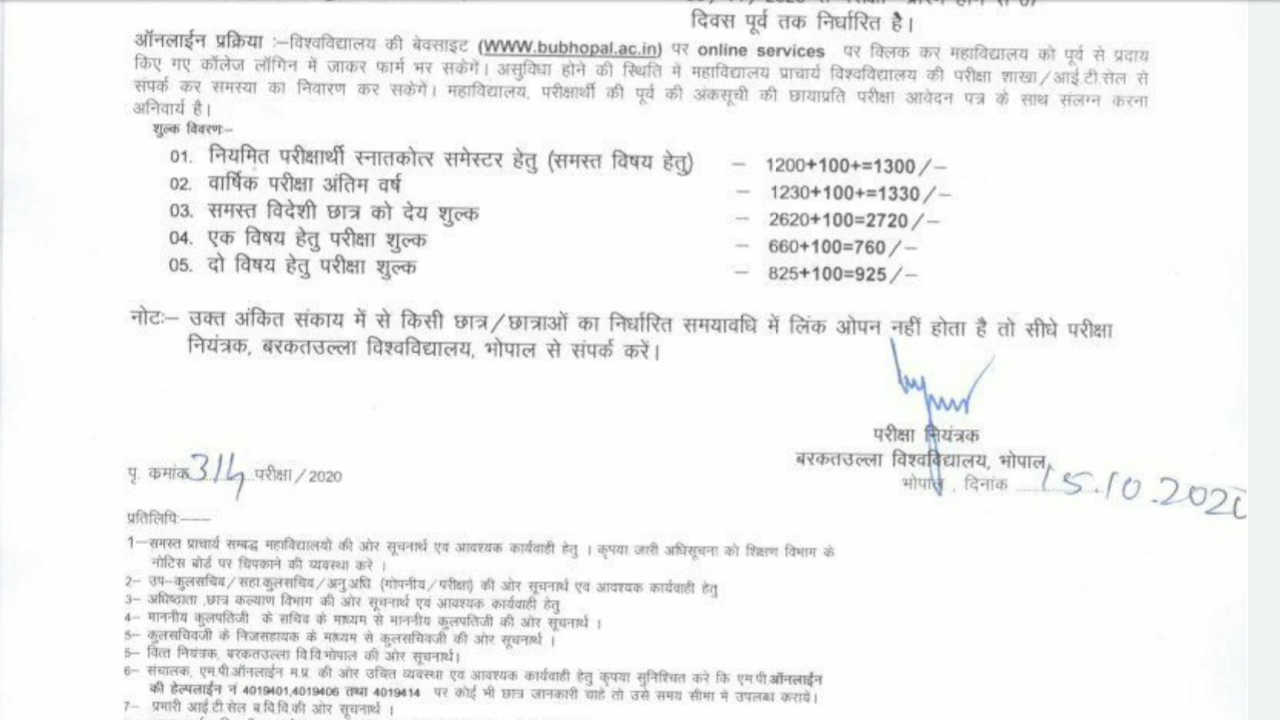 दिवस पूर्व तक निर्धारित है।
ऑनलाईन प्रक्रिया :–विश्वविद्यालय की बेवसाइट (WWW.bubhopal.ac.in) पर online services पर क्लिक कर महाविद्यालय को पूर्व से प्रदाय
किए गए कॉलेज लॉगिन में जाकर फार्म भर सकेगें। असुविधा होने की स्थिति में महाविद्यालय प्राचार्य विश्वविद्यालय की परीक्षा शाखा/आई.टी.सेल से
संपर्क कर समस्या का निवारण कर सकेगें। महाविद्यालय, परीक्षार्थी की पूर्व की अंकसूची की छायाप्रति परीक्षा आवेदन पत्र के साथ संलग्न करना
अनिवार्य है।
शुल्क विवरणः–
01. नियमित परीक्षार्थी स्नातकोत्र समेस्टर हेतु (समस्त विषय हेतु) – 1200+100+=1300/–
02. वार्षिक परीक्षा अंतिम वर्ष – 1230+100+=1330/–
03. समस्त विदेशी छात्र को देय शुल्क – 2620+100=2720/–
04. एक विषय हेतु परीक्षा शुल्क – 660+100=760/–
05. दो विषय हेतु परीक्षा शुल्क – 825+100=925/–
नोटः– उक्त अंकित संकाय में से किसी छात्र/छात्राओं का निर्धारित समयावधि में लिंक ओपन नहीं होता है तो सीधे परीक्षा
नियंत्रक, बरकतउल्ला विश्वविद्यालय, भोपाल से संपर्क करें।
परीक्षा नियंत्रक
बरकतउल्ला विश्वविद्यालय, भोपाल,
पृ. कमांक 314 परीक्षा/2020
भोपाल , दिनांक 15.10.2020
प्रतिलिपिः——
1–समस्त प्राचार्य सम्बद्ध महाविद्यालयों की ओर सूचनार्थ एव आवश्यक कार्यवाही हेतु । कृपया जारी अधिसूचना को शिक्षण विभाग के
नोटिस बोर्ड पर चिपकाने की व्यवस्था करें ।
2– उप–कुलसचिव/सहा कुलसचिव/अनु अधि (गोपनीय/परीक्षा) की ओर सूचनार्थ एव आवश्यक कार्यवाही हेतु
3– अधिष्ठाता ,छात्र कल्याण विभाग की ओर सूचनार्थ एव आवश्यक कार्यवाही हेतु
4– माननीय कुलपतिजी के सचिव के माध्यम से माननीय कुलपतिजी की ओर सूचनार्थ ।
5– कुलसचिवजी के निजसहायक के माध्यम से कुलसचिवजी की ओर सूचनार्थ ।
5– वित्त नियंत्रक, बरकतउल्ला वि.वि.भोपाल की ओर सूचनार्थ।
6– संचालक, एम.पी.ऑनलाईन म.प्र. की ओर उचित व्यवस्था एव आवश्यक कार्यवाही हेतु कृपया सुनिश्चित करे कि एम.पी.ऑनलाईन
की हेल्पलाईन नं 4019401,4019406 तथा 4019414 पर कोई भी छात्र जानकारी चाहे तो उसे समय सीमा मे उपलब्ध करायें।
7– प्रभारी आई.टी.सेल ब.वि.वि.की ओर सूचनार्थ ।